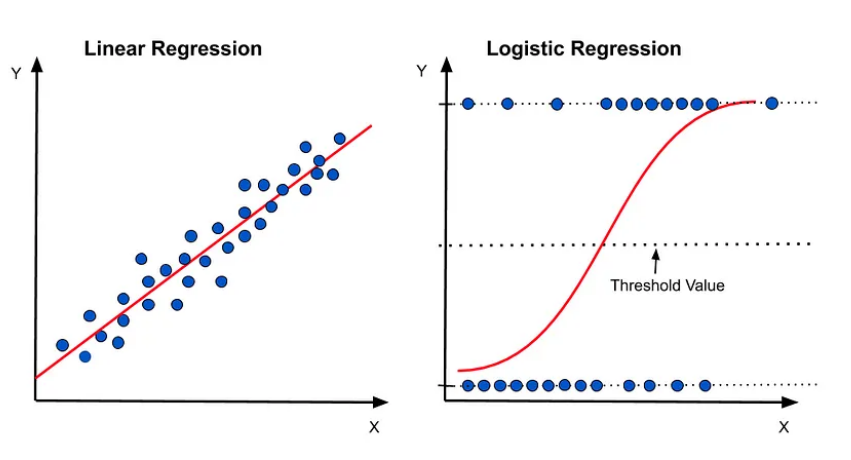 Linear Regression
Y
X
Logistic Regression
Y
Threshold Value
X